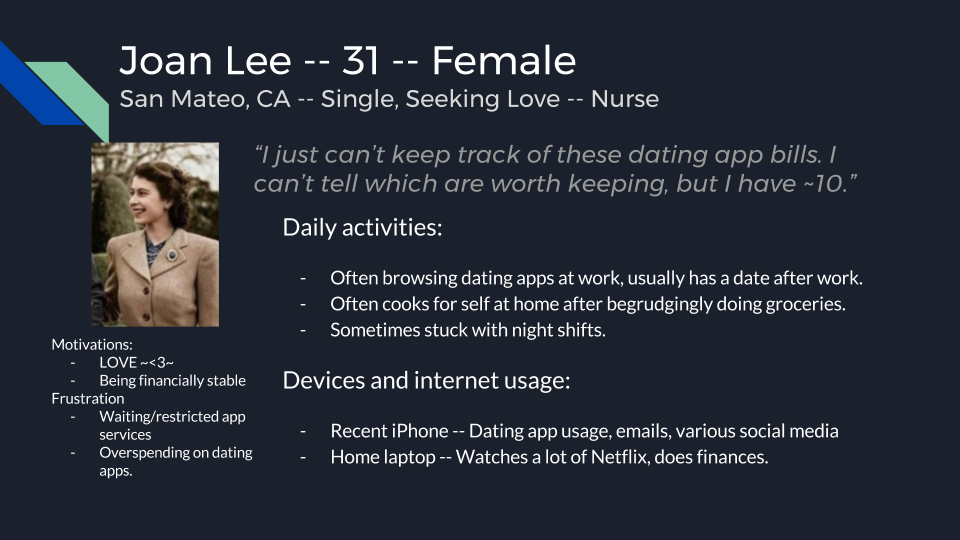 Joan Lee -- 31 -- Female
San Mateo, CA -- Single, Seeking Love -- Nurse
“I just can’t keep track of these dating app bills. I
can’t tell which are worth keeping, but I have ~10.”
Daily activities:
- Often browsing dating apps at work, usually has a date after work.
- Often cooks for self at home after begrudgingly doing groceries.
- Sometimes stuck with night shifts.
Devices and internet usage:
- Recent iPhone -- Dating app usage, emails, various social media
- Home laptop -- Watches a lot of Netflix, does finances.
Motivations:
- LOVE ~<3~
- Being financially stable
Frustration
- Waiting/restricted app
services
- Overspending on dating
apps.